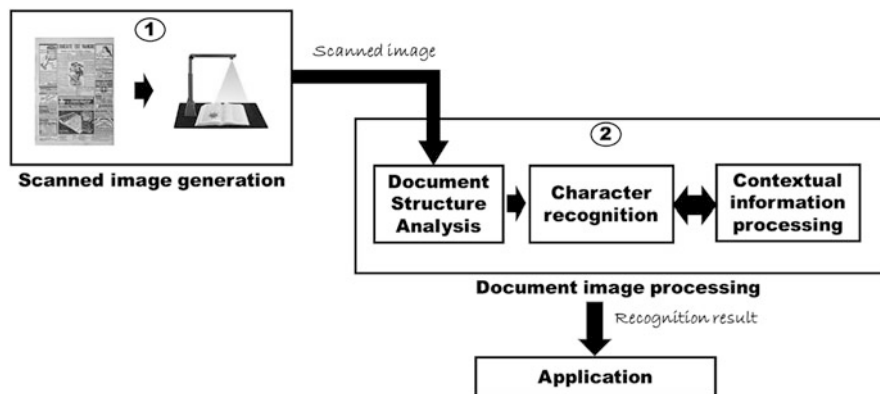 1
Scanned image
Scanned image generation
2
Document
Structure
Analysis
Character
recognition
Contextual
information
processing
Document image processing
Recognition result
Application